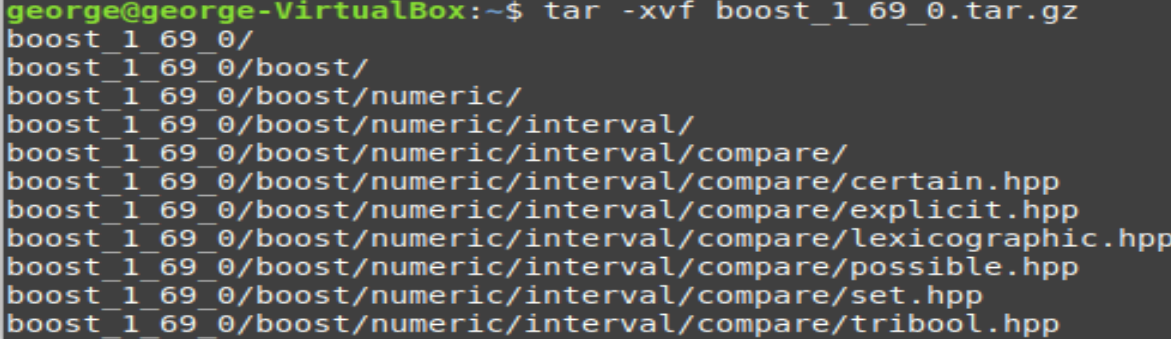 george@george-VirtualBox:~$ tar -xvf boost_1_69_0.tar.gz
boost_1_69_0/
boost_1_69_0/boost/
boost_1_69_0/boost/numeric/
boost_1_69_0/boost/numeric/interval/
boost_1_69_0/boost/numeric/interval/compare/
boost_1_69_0/boost/numeric/interval/compare/certain.hpp
boost_1_69_0/boost/numeric/interval/compare/explicit.hpp
boost_1_69_0/boost/numeric/interval/compare/lexicographic.hpp
boost_1_69_0/boost/numeric/interval/compare/possible.hpp
boost_1_69_0/boost/numeric/interval/compare/set.hpp
boost_1_69_0/boost/numeric/interval/compare/tribool.hpp